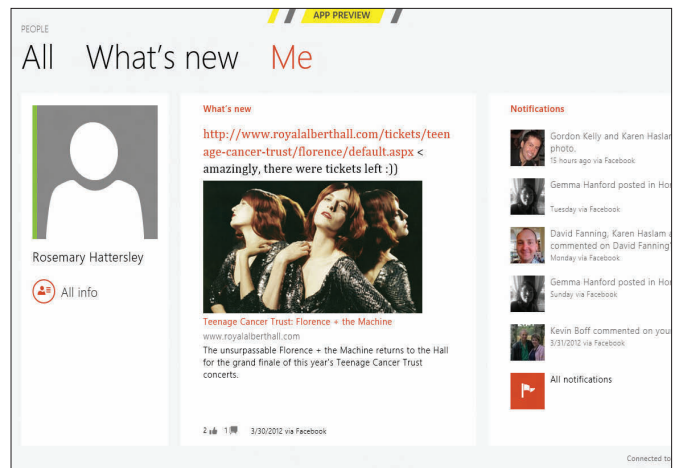 APP PREVIEW
PEOPLE
All What's new Me
Rosemary Hattersley
All info
What's new
http://www.royalalberthall.com/tickets/teen
age-cancer-trust/florence/default.aspx <
amazingly, there were tickets left :))
Teenage Cancer Trust: Florence + the Machine
www.royalalberthall.com
The unsurpassable Florence + the Machine returns to the Hall
for the grand finale of this year's Teenage Cancer Trust
concerts.
2 1 3/30/2012 via Facebook
Notifications
Gordon Kelly and Karen Haslam
photo.
15 hours ago via Facebook
Gemma Hanford posted in
Tuesday via Facebook
David Fanning, Karen Haslam
commented on David Fanning'
Monday via Facebook
Gemma Hanford posted in
Sunday via Facebook
Kevin Boff commented on you
3/31/2012 via Facebook
All notifications
Connected to